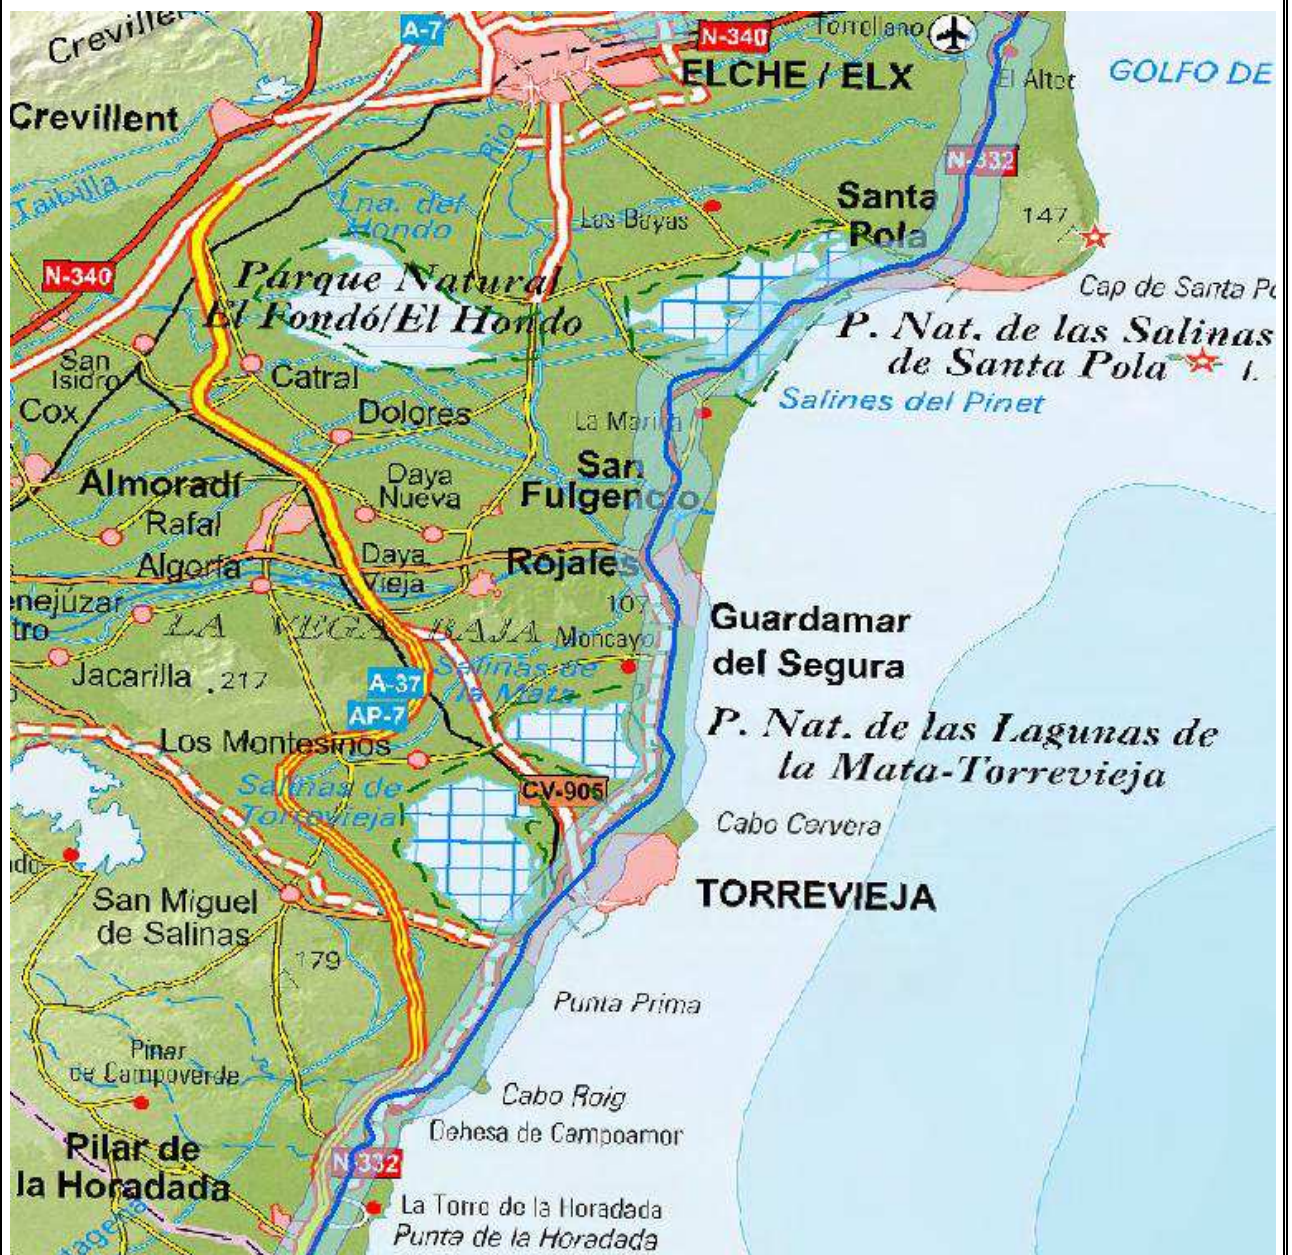 A-7
N-340
Torrellano
ELCHE / ELX
El Altet
GOLFO DE
Crevillent
Río
N-332
Taibilla
Lna. del
Hondo
Las Bayas
Santa
Pola
147
N-340
Parque Natural
El Fondó/El Hondo
Cap de Santa
P. Nat. de las Salinas
de Santa Pola
I.
San
Isidro
Catral
Salines del Pinet
Cox
Dolores
La Marina
Almoradí
Daya
Nueva
San
Fulgencio
Rafal
Algorfa
Daya
Vieja
Rojales
enejúzar
tro
107
LA VEGA BAJA
Moncayo
Guardamar
del Segura
Jacarilla
217
A-37
AP-7
Salinas de
la Mata
Los Montesinos
P. Nat. de las Lagunas de
la Mata-Torrevieja
Salinas de
Torrevieja
CV-905
Cabo Cervera
TORREVIEJA
San Miguel
de Salinas
179
Punta Prima
Pinar
de Campoverde
Cabo Roig
Dehesa de Campoamor
Pilar de
la Horadada
N-332
La Torre de la Horadada
Punta de la Horadada